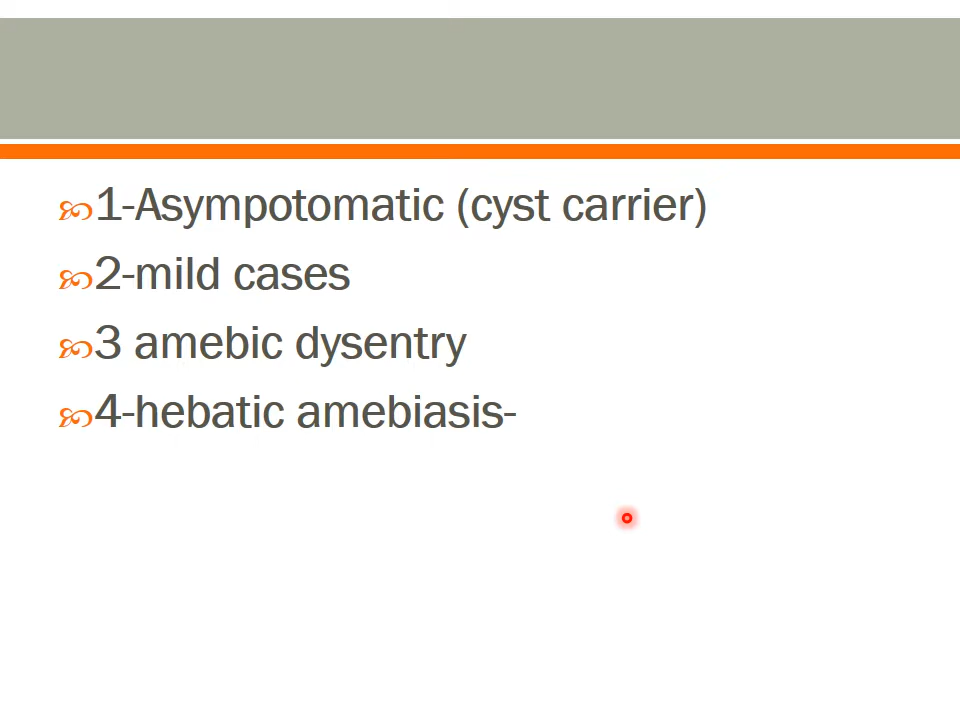 1-Asympotomatic (cyst carrier)
2-mild cases
3 amebic dysentry
4-hebatic amebiasis-